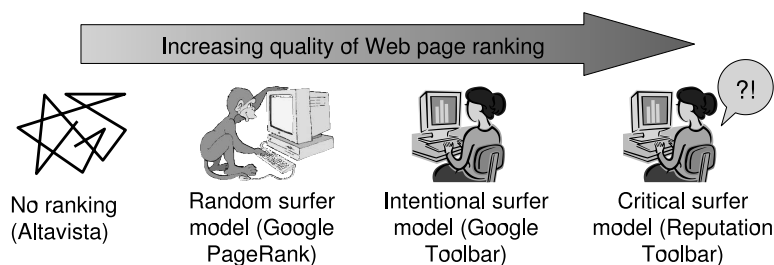 Increasing quality of Web page ranking
?!
No ranking
(Altavista)
Random surfer
model (Google
PageRank)
Intentional surfer
model (Google
Toolbar)
Critical surfer
model (Reputation
Toolbar)